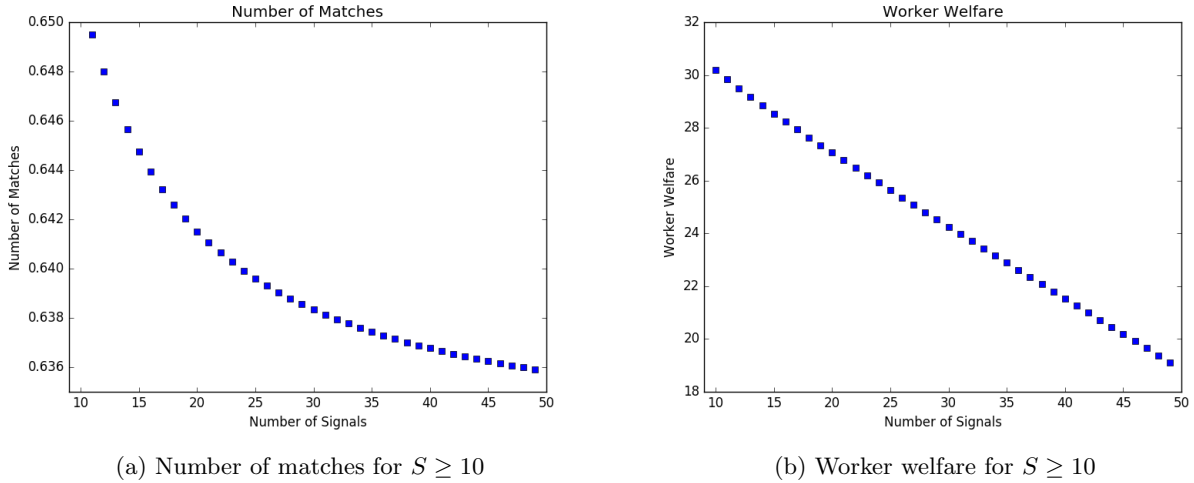 Number of Matches
0.650
0.648
0.646
0.644
0.642
0.640
0.638
0.636
Number of Matches
10 15 20 25 30 35 40 45 50
Number of Signals
(a) Number of matches for S ≥ 10
Worker Welfare
32
30
28
26
24
22
20
18
Worker Welfare
10 15 20 25 30 35 40 45 50
Number of Signals
(b) Worker welfare for S ≥ 10